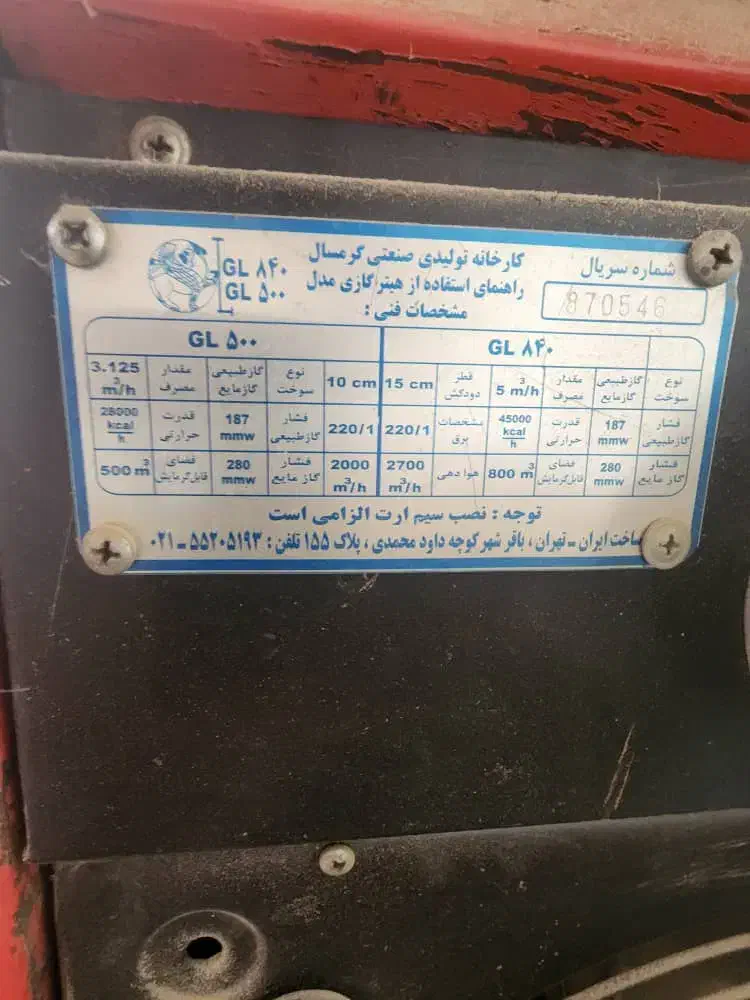 کارخانه تولیدی صنعتی گرمسال
شماره سریال
راهنمای استفاده از هیتر گازی مدل
GL ۸۴۰
GL ۵۰۰
870546
مشخصات فنی :
GL ۸۴۰
GL ۵۰۰
نوع سوخت
گازطبیعی گازمایع
مقدار مصرف
5 m³/h
قطر دودکش
15 cm
10 cm
نوع سوخت
گازطبیعی گازمایع
مقدار مصرف
3.125 m³/h
فشار گازطبیعی
187 mmw
قدرت حرارتی
45000 kcal/h
مشخصات برق
220/1
220/1
فشار گازطبیعی
187 mmw
قدرت حرارتی
28000 kcal/h
فشار گاز مایع
280 mmw
فضای قابل گرمایش
800 m³
هوا دهی
2700 m³/h
2000 m³/h
فشار گاز مایع
280 mmw
فضای قابل گرمایش
500 m³
توجه : نصب سیم ارت الزامی است
ساخت ایران - تهران ، باقر شهر کوچه داود محمدی ، پلاک ۱۵۵ تلفن : ۵۵۲۰۵۱۹۳ - ۰۲۱